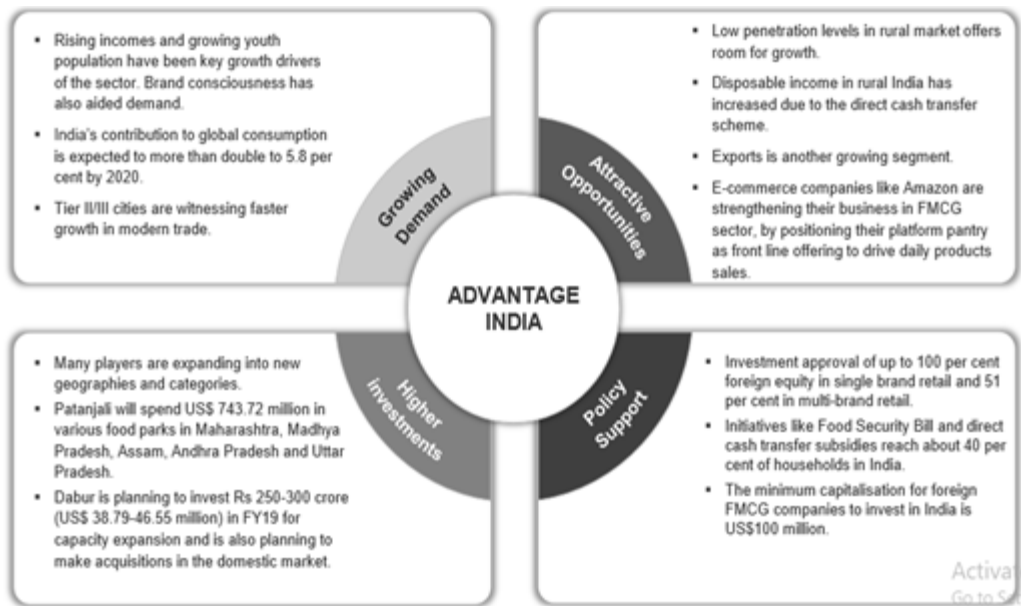 ▪ Rising incomes and growing youth
population have been key growth drivers
of the sector. Brand consciousness has
also aided demand.
▪ India's contribution to global consumption
is expected to more than double to 5.8 per
cent by 2020.
▪ Tier II/III cities are witnessing faster
growth in modern trade.
Growing
Demand
▪ Low penetration levels in rural market offers
room for growth.
▪ Disposable income in rural India has
increased due to the direct cash transfer
scheme.
▪ Exports is another growing segment.
▪ E-commerce companies like Amazon are
strengthening their business in FMCG
sector, by positioning their platform pantry
as front line offering to drive daily products
sales.
Attractive
Opportunities
ADVANTAGE
INDIA
▪ Many players are expanding into new
geographies and categories.
▪ Patanjali will spend US$ 743.72 million in
various food parks in Maharashtra, Madhya
Pradesh, Assam, Andhra Pradesh and Uttar
Pradesh.
▪ Dabur is planning to invest Rs 250-300 crore
(US$ 38.79-46.55 million) in FY19 for
capacity expansion and is also planning to
make acquisitions in the domestic market.
Higher
investments
Policy
Support
▪ Investment approval of up to 100 per cent
foreign equity in single brand retail and 51
per cent in multi-brand retail.
▪ Initiatives like Food Security Bill and direct
cash transfer subsidies reach about 40 per
cent of households in India.
▪ The minimum capitalisation for foreign
FMCG companies to invest in India is
US$100 million.
Activa
Go to Se